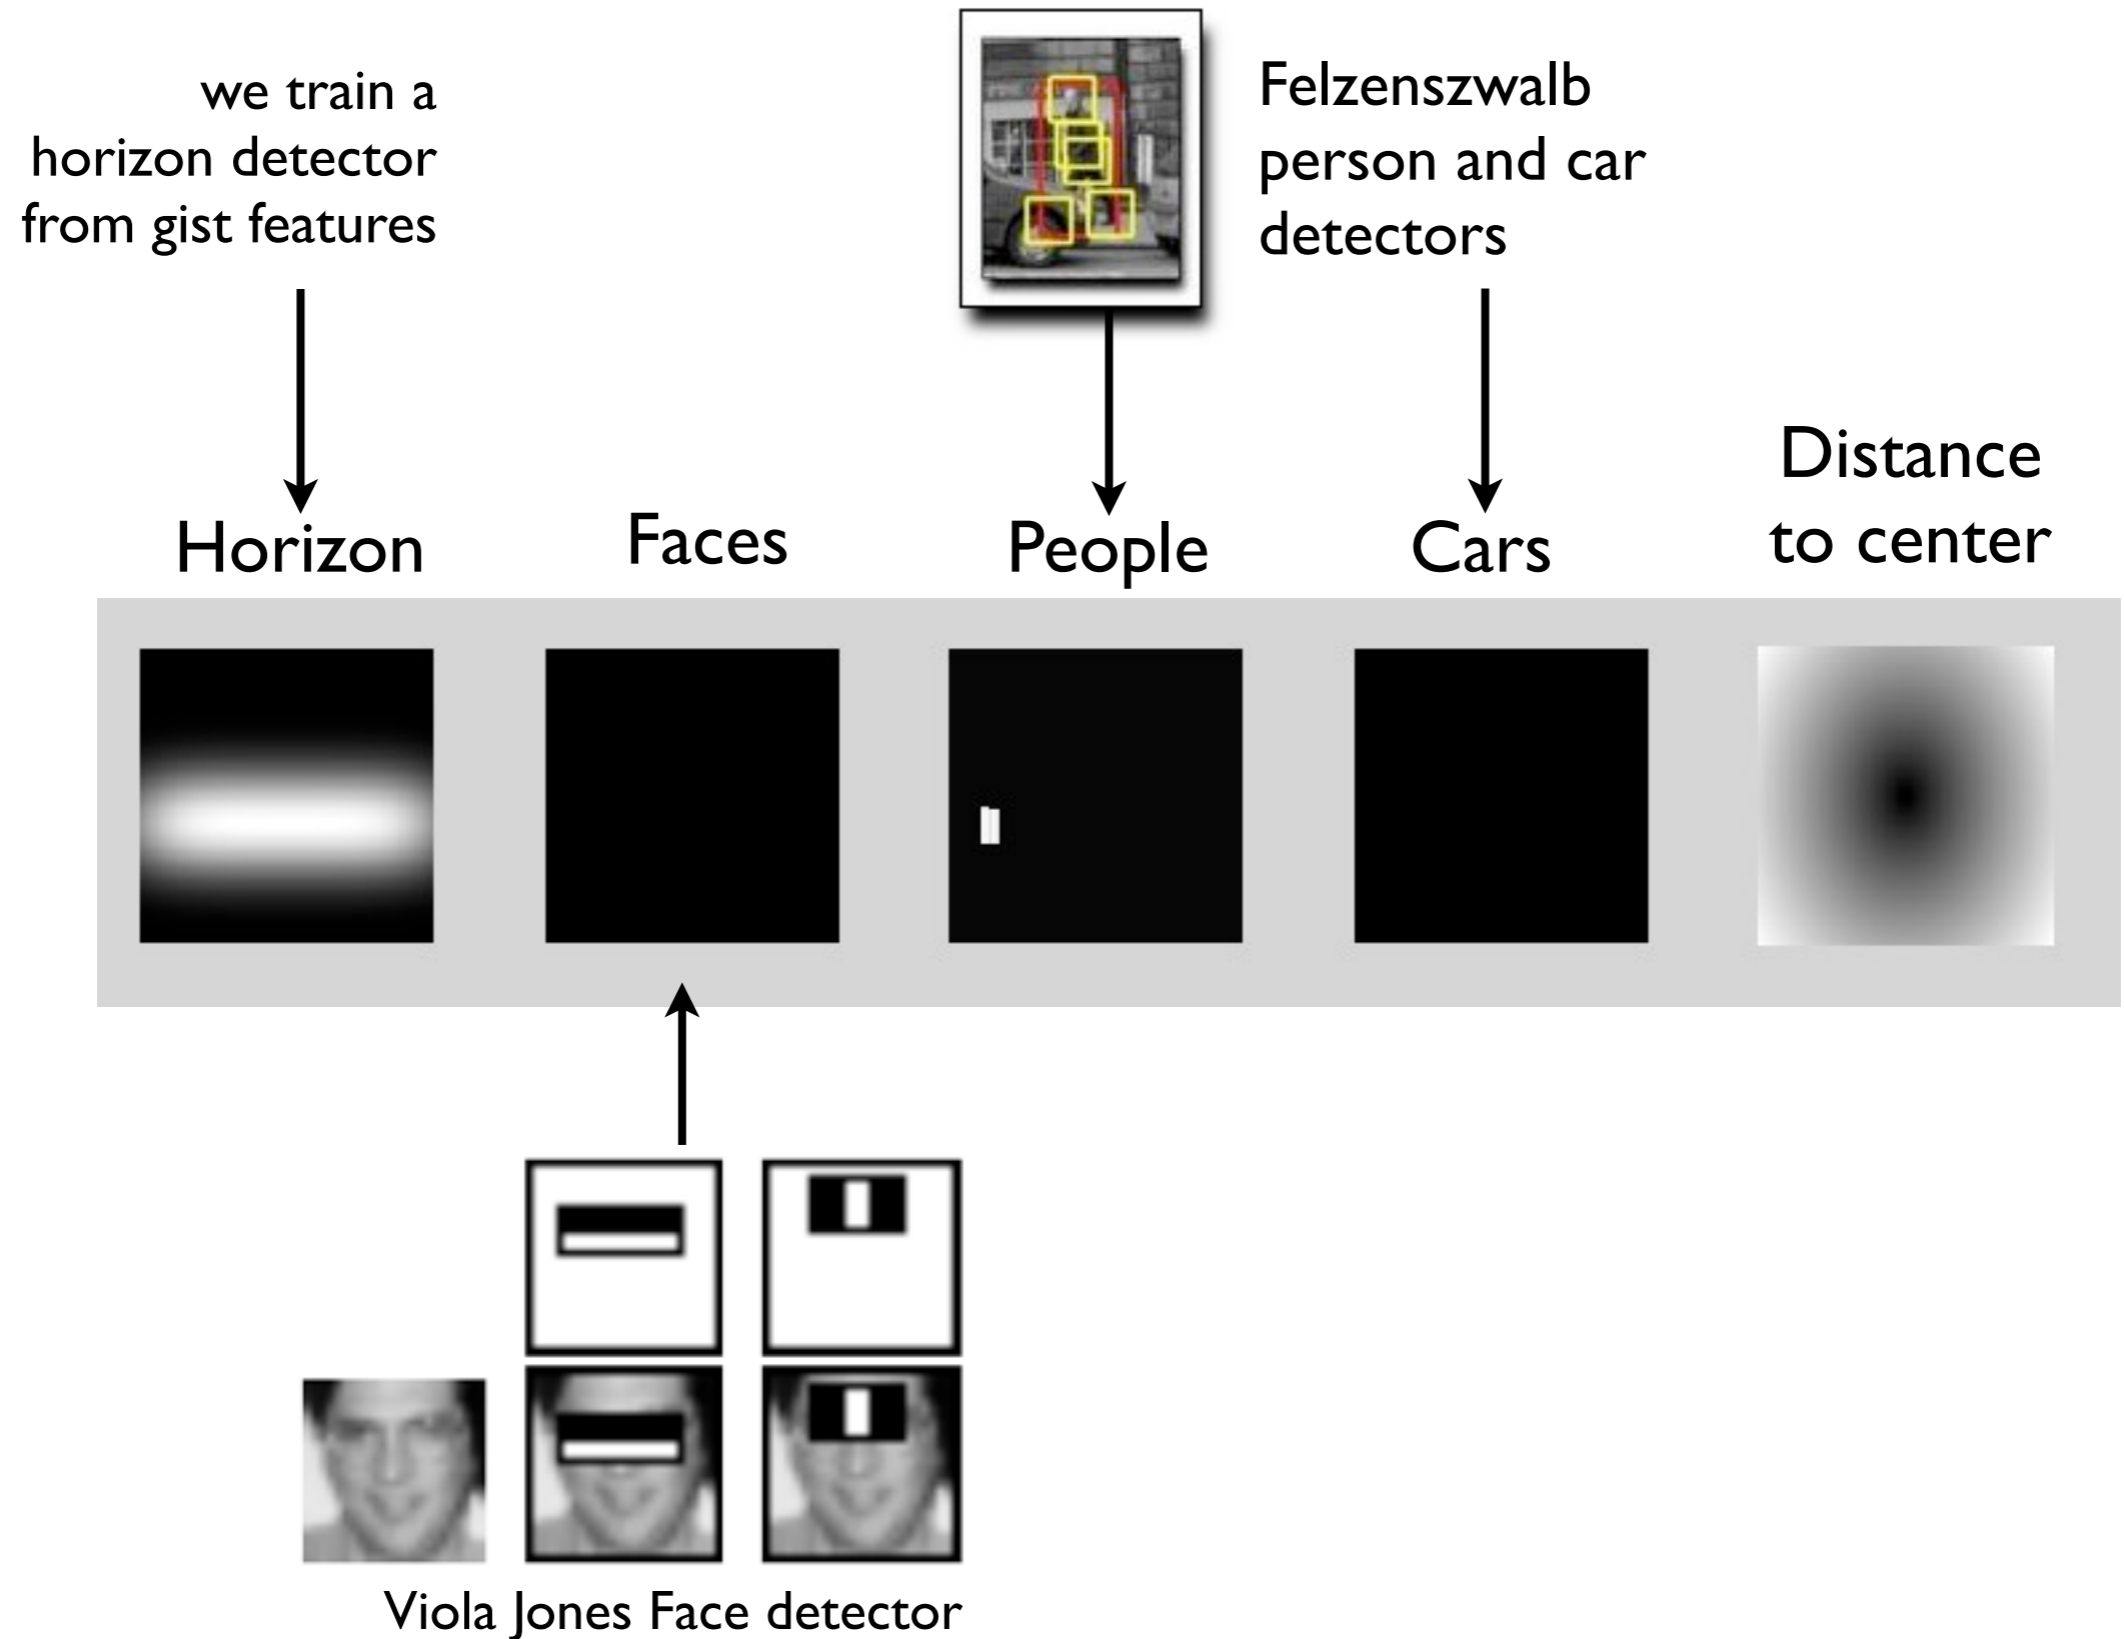 we train a
horizon detector
from gist features
Felzenszwalb
person and car
detectors
Horizon
Faces
People
Cars
Distance
to center
Viola Jones Face detector